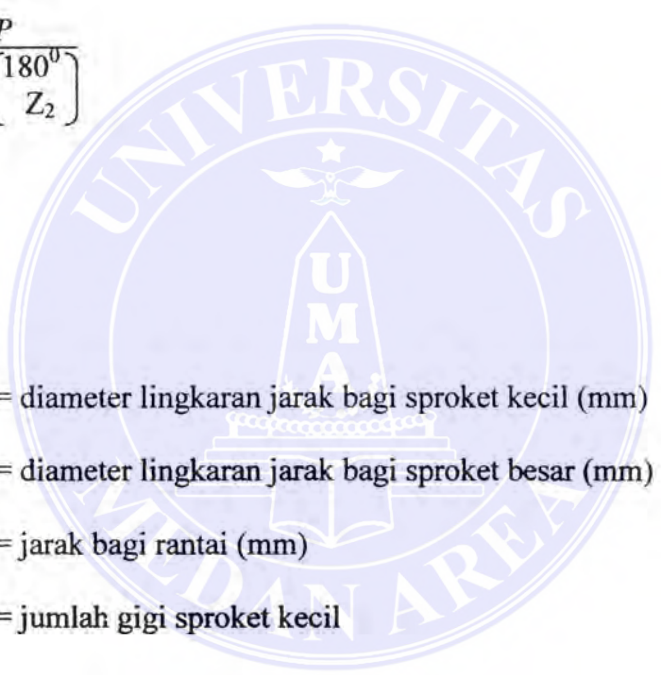 P
180⁰
Z₂
UNIVERSITAS
U
M
A
= diameter lingkaran jarak bagi sproket kecil (mm)
= diameter lingkaran jarak bagi sproket besar (mm)
= jarak bagi rantai (mm)
= jumlah gigi sproket kecil
MEDAN AREA